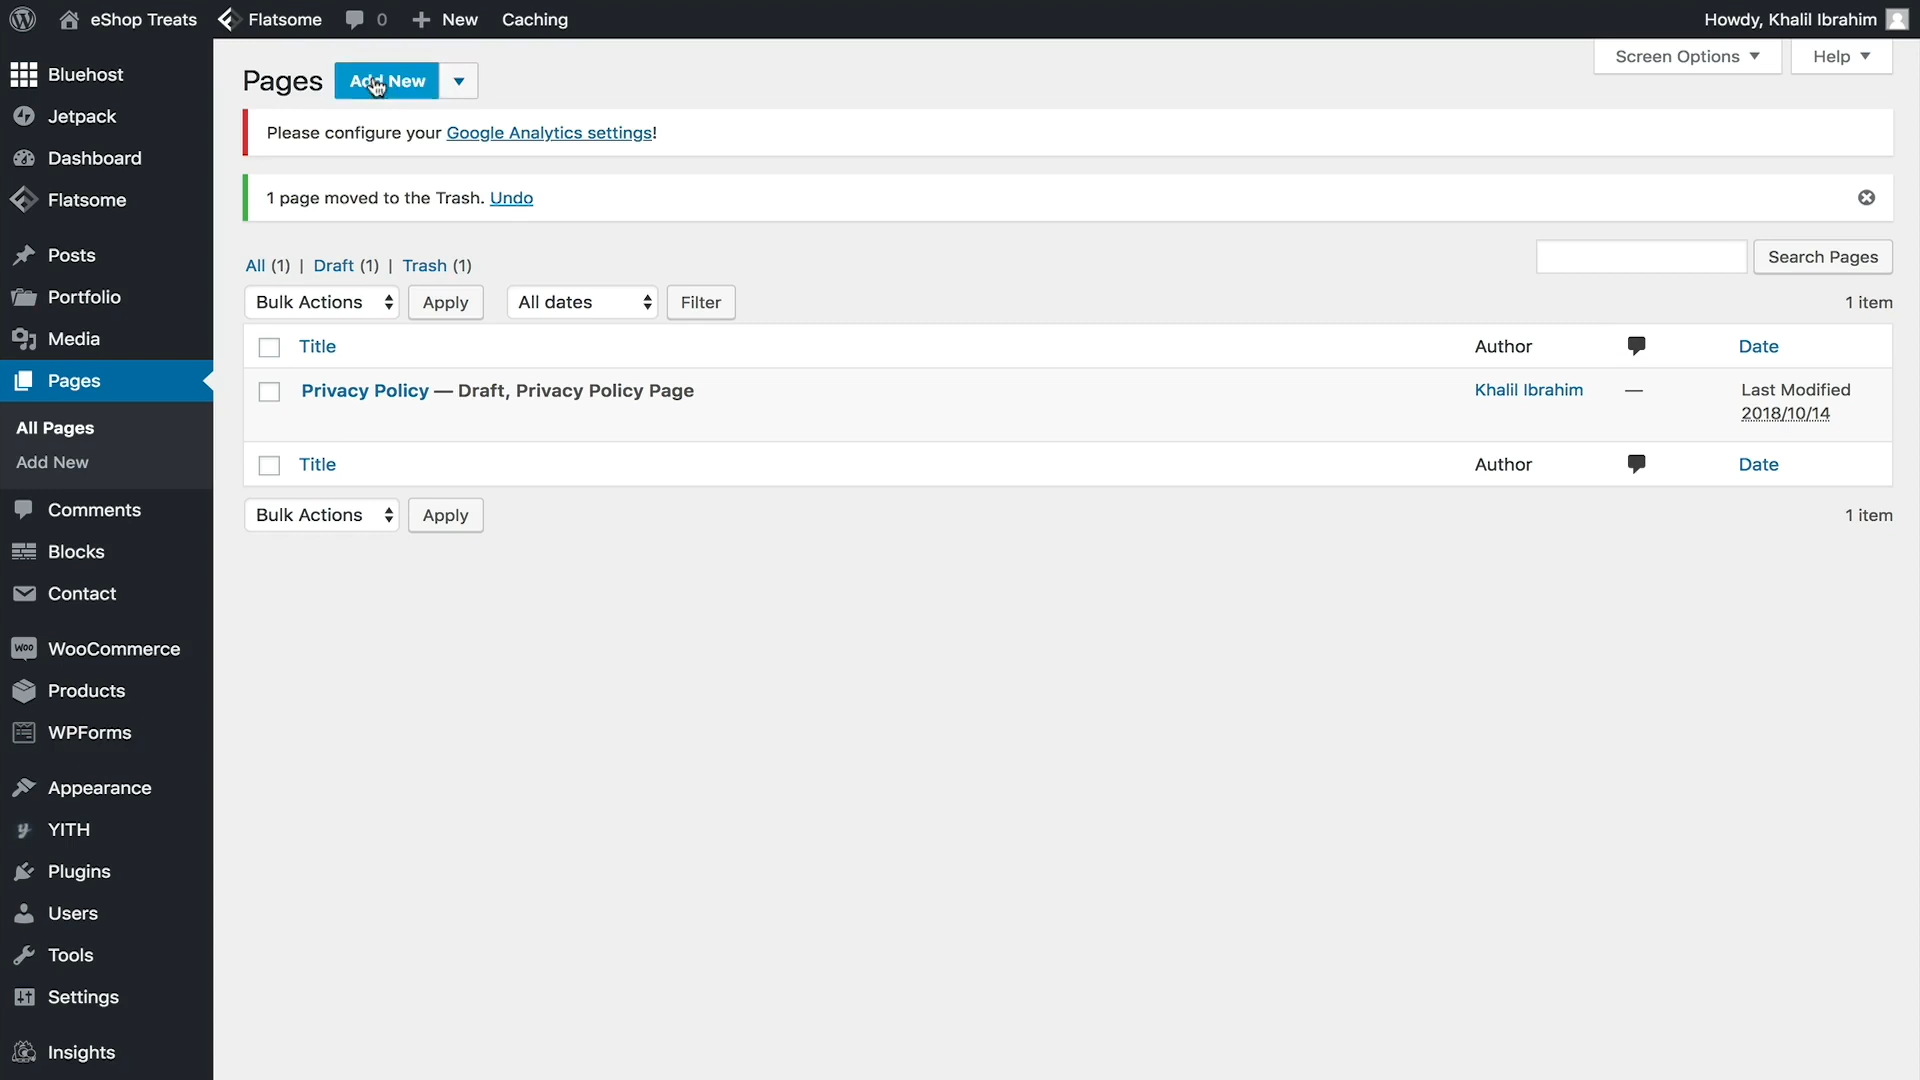 eShop Treats Flatsome 0 New Caching Howdy, Khalil Ibrahim
Bluehost
Jetpack
Dashboard
Flatsome
Posts
Portfolio
Media
Pages
All Pages
Add New
Comments
Blocks
Contact
WooCommerce
Products
WPForms
Appearance
YITH
Plugins
Users
Tools
Settings
Insights
Screen Options Help
Pages Add New
Please configure your Google Analytics settings!
1 page moved to the Trash. Undo
All (1) | Draft (1) | Trash (1)
Search Pages
Bulk Actions Apply All dates Filter 1 item
Title Author Date
Privacy Policy — Draft, Privacy Policy Page Khalil Ibrahim — Last Modified
2018/10/14
Title Author Date
Bulk Actions Apply 1 item